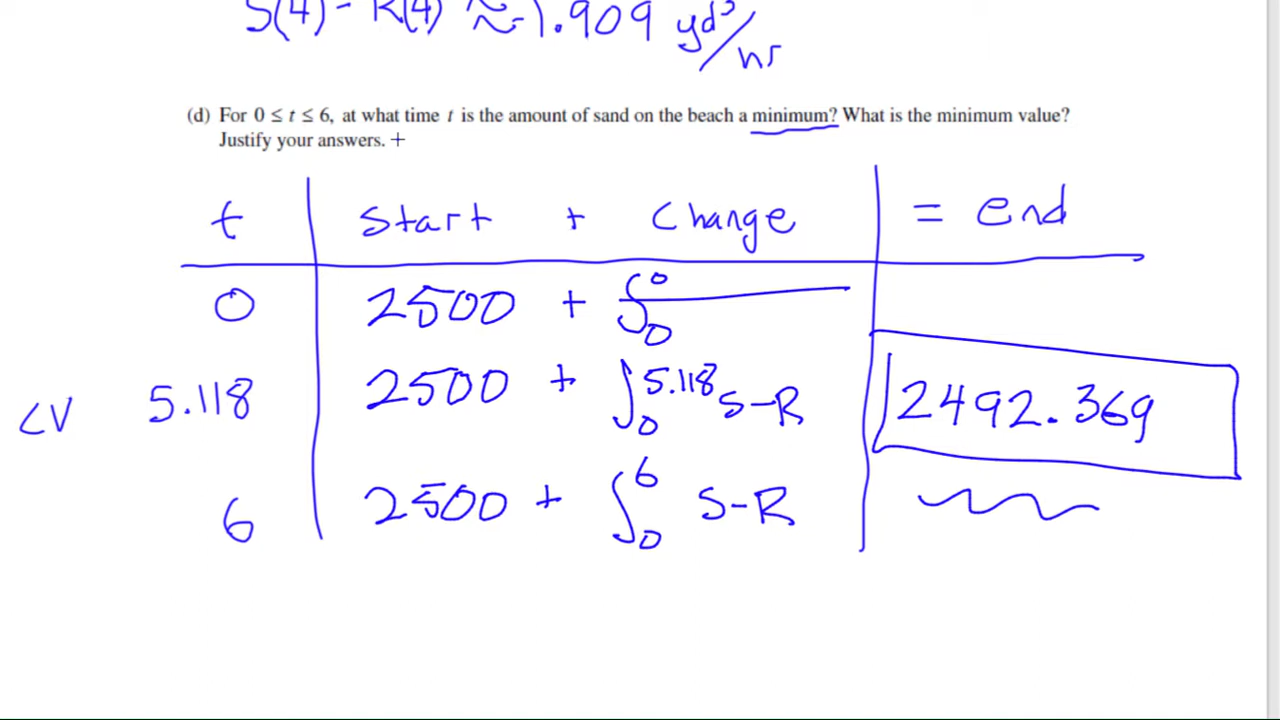 S(4) - R(4) ≈ -1.909 yd³/hr
(d) For 0 ≤ t ≤ 6, at what time t is the amount of sand on the beach a minimum? What is the minimum value?
Justify your answers. +
t | Start + Change | = end
0 | 2500 + ∫₀⁰
CV 5.118 | 2500 + ∫₀^5.118 S-R | 2492.369
6 | 2500 + ∫₀⁶ S-R